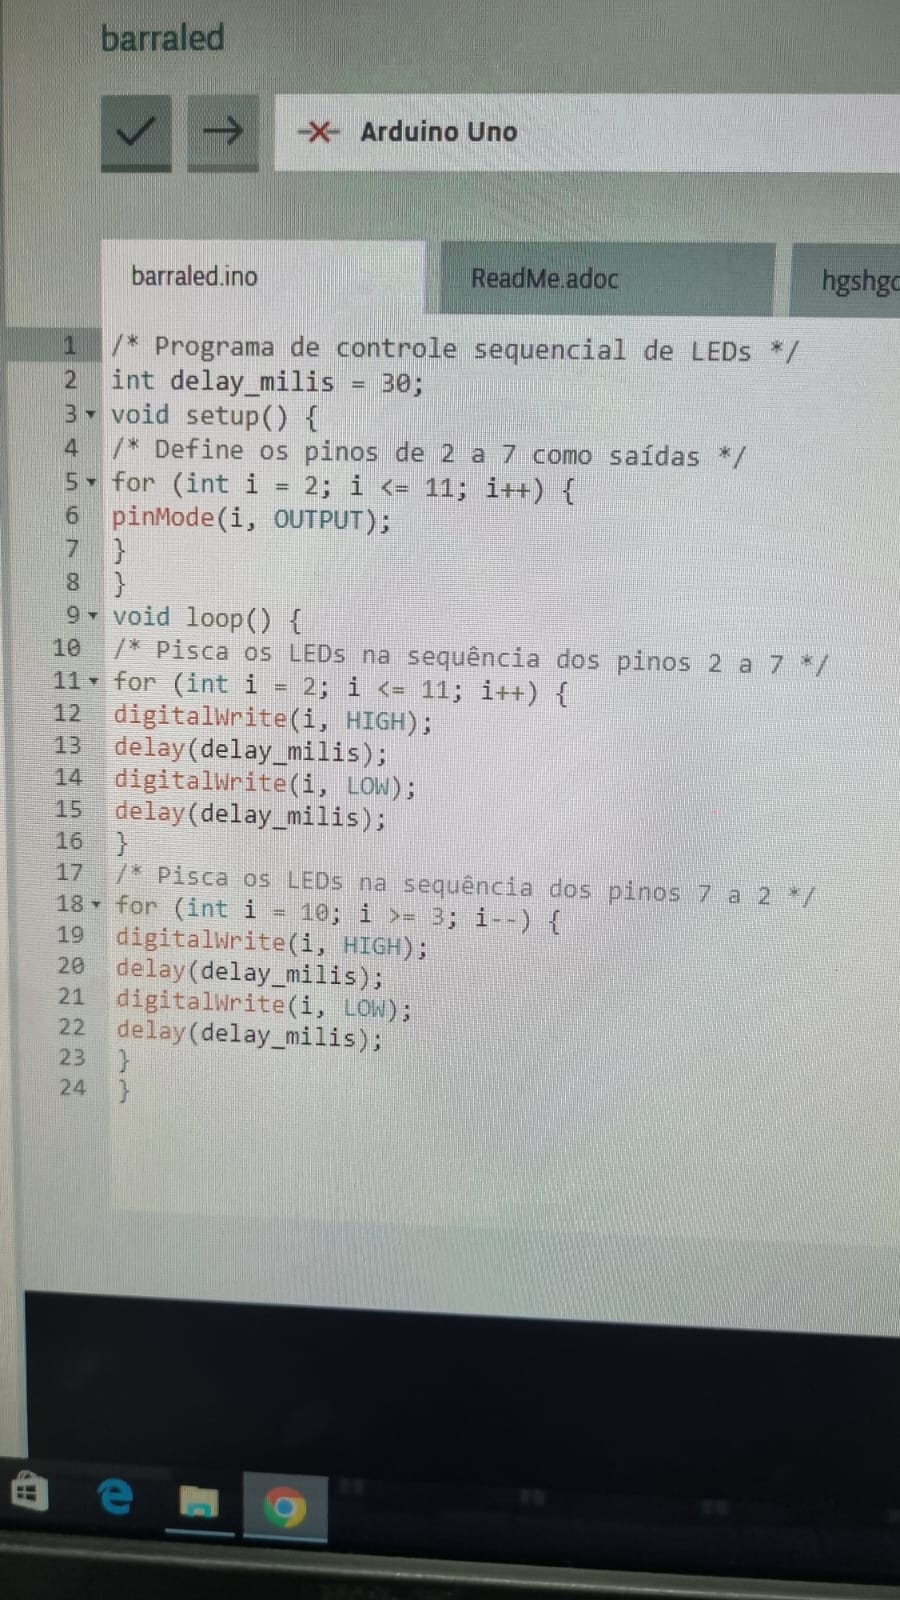 barraled
Arduino Uno
barraled.ino
ReadMe.adoc
hgshgc
1 /* Programa de controle sequencial de LEDs */
2 int delay_milis = 30;
3 void setup() {
4 /* Define os pinos de 2 a 7 como saídas */
5 for (int i = 2; i <= 11; i++) {
6 pinMode(i, OUTPUT);
7 }
8 }
9 void loop() {
10 /* Pisca os LEDs na sequência dos pinos 2 a 7 */
11 for (int i = 2; i <= 11; i++) {
12 digitalWrite(i, HIGH);
13 delay(delay_milis);
14 digitalWrite(i, LOW);
15 delay(delay_milis);
16 }
17 /* Pisca os LEDs na sequência dos pinos 7 a 2 */
18 for (int i = 10; i >= 3; i--) {
19 digitalWrite(i, HIGH);
20 delay(delay_milis);
21 digitalWrite(i, LOW);
22 delay(delay_milis);
23 }
24 }